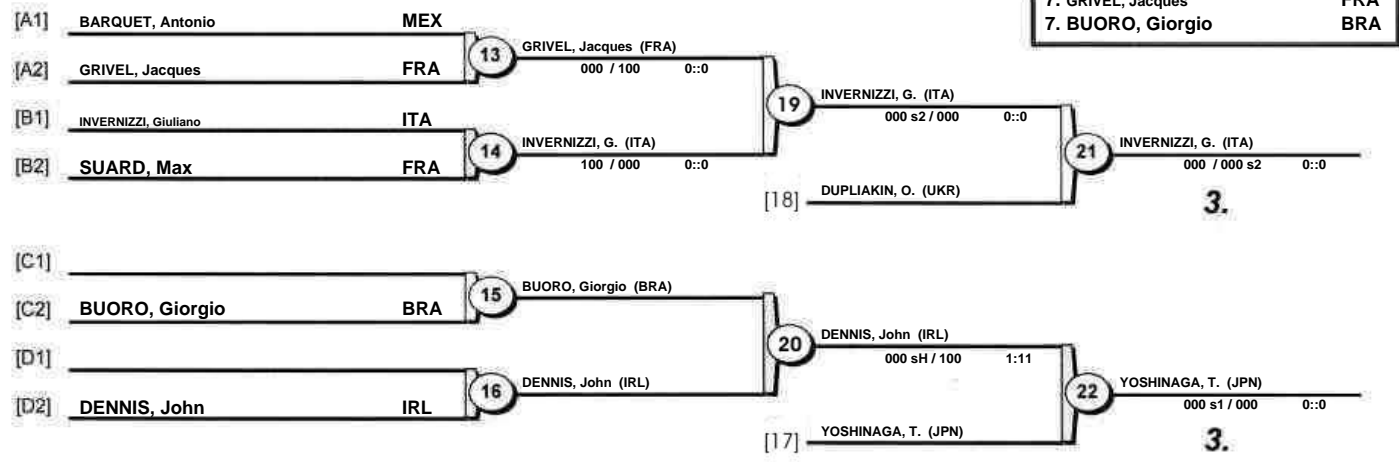 7. GRIVEL, Jacques FRA
7. BUORO, Giorgio BRA
[A1] BARQUET, Antonio MEX
13
GRIVEL, Jacques (FRA)
000 / 100 0::0
[A2] GRIVEL, Jacques FRA
19
INVERNIZZI, G. (ITA)
000 s2 / 000 0::0
[B1] INVERNIZZI, Giuliano ITA
14
INVERNIZZI, G. (ITA)
100 / 000 0::0
[B2] SUARD, Max FRA
21
INVERNIZZI, G. (ITA)
000 / 000 s2 0::0
[18] DUPLIAKIN, O. (UKR)
3.
[C1]
15
BUORO, Giorgio (BRA)
[C2] BUORO, Giorgio BRA
20
DENNIS, John (IRL)
000 sH / 100 1:11
[D1]
16
DENNIS, John (IRL)
[D2] DENNIS, John IRL
22
YOSHINAGA, T. (JPN)
000 s1 / 000 0::0
[17] YOSHINAGA, T. (JPN)
3.